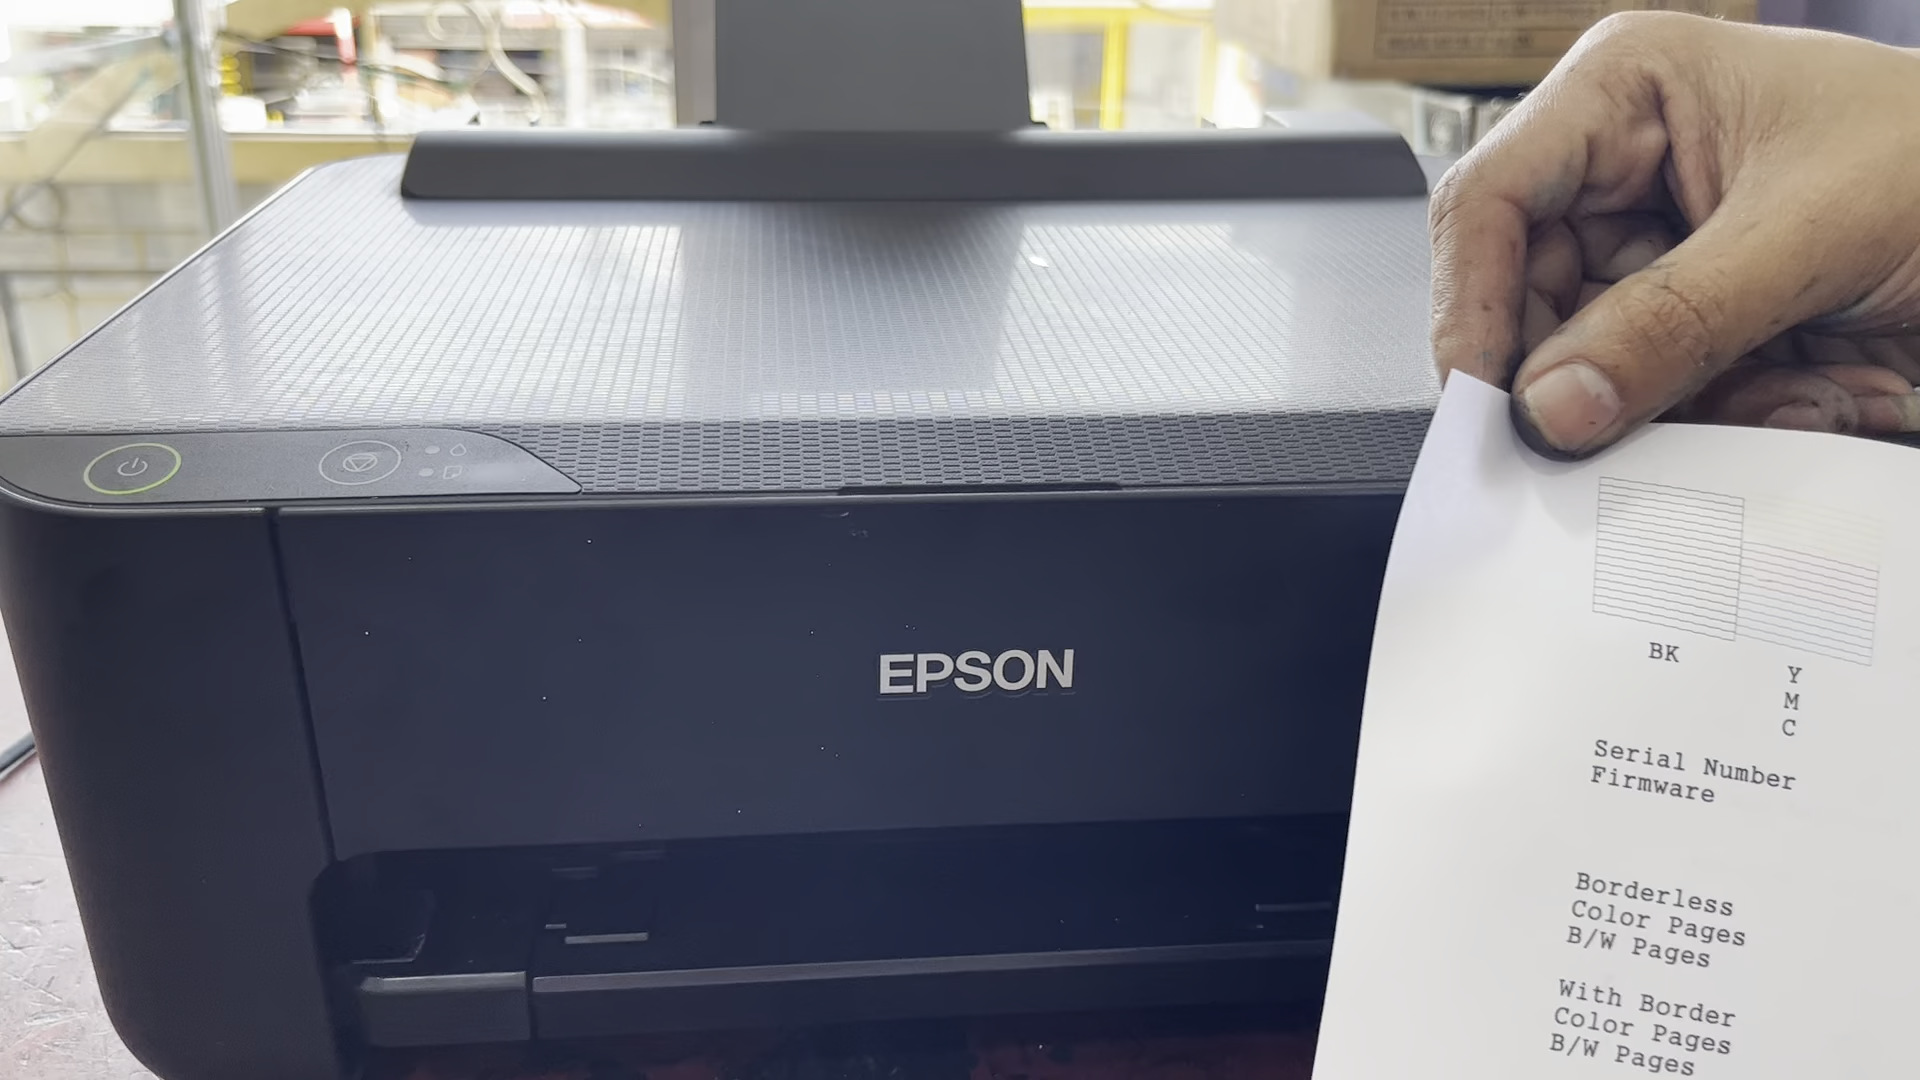 EPSON
BK
Y
M
C
Serial Number
Firmware
Borderless
Color Pages
B/W Pages
With Border
Color Pages
B/W Pages